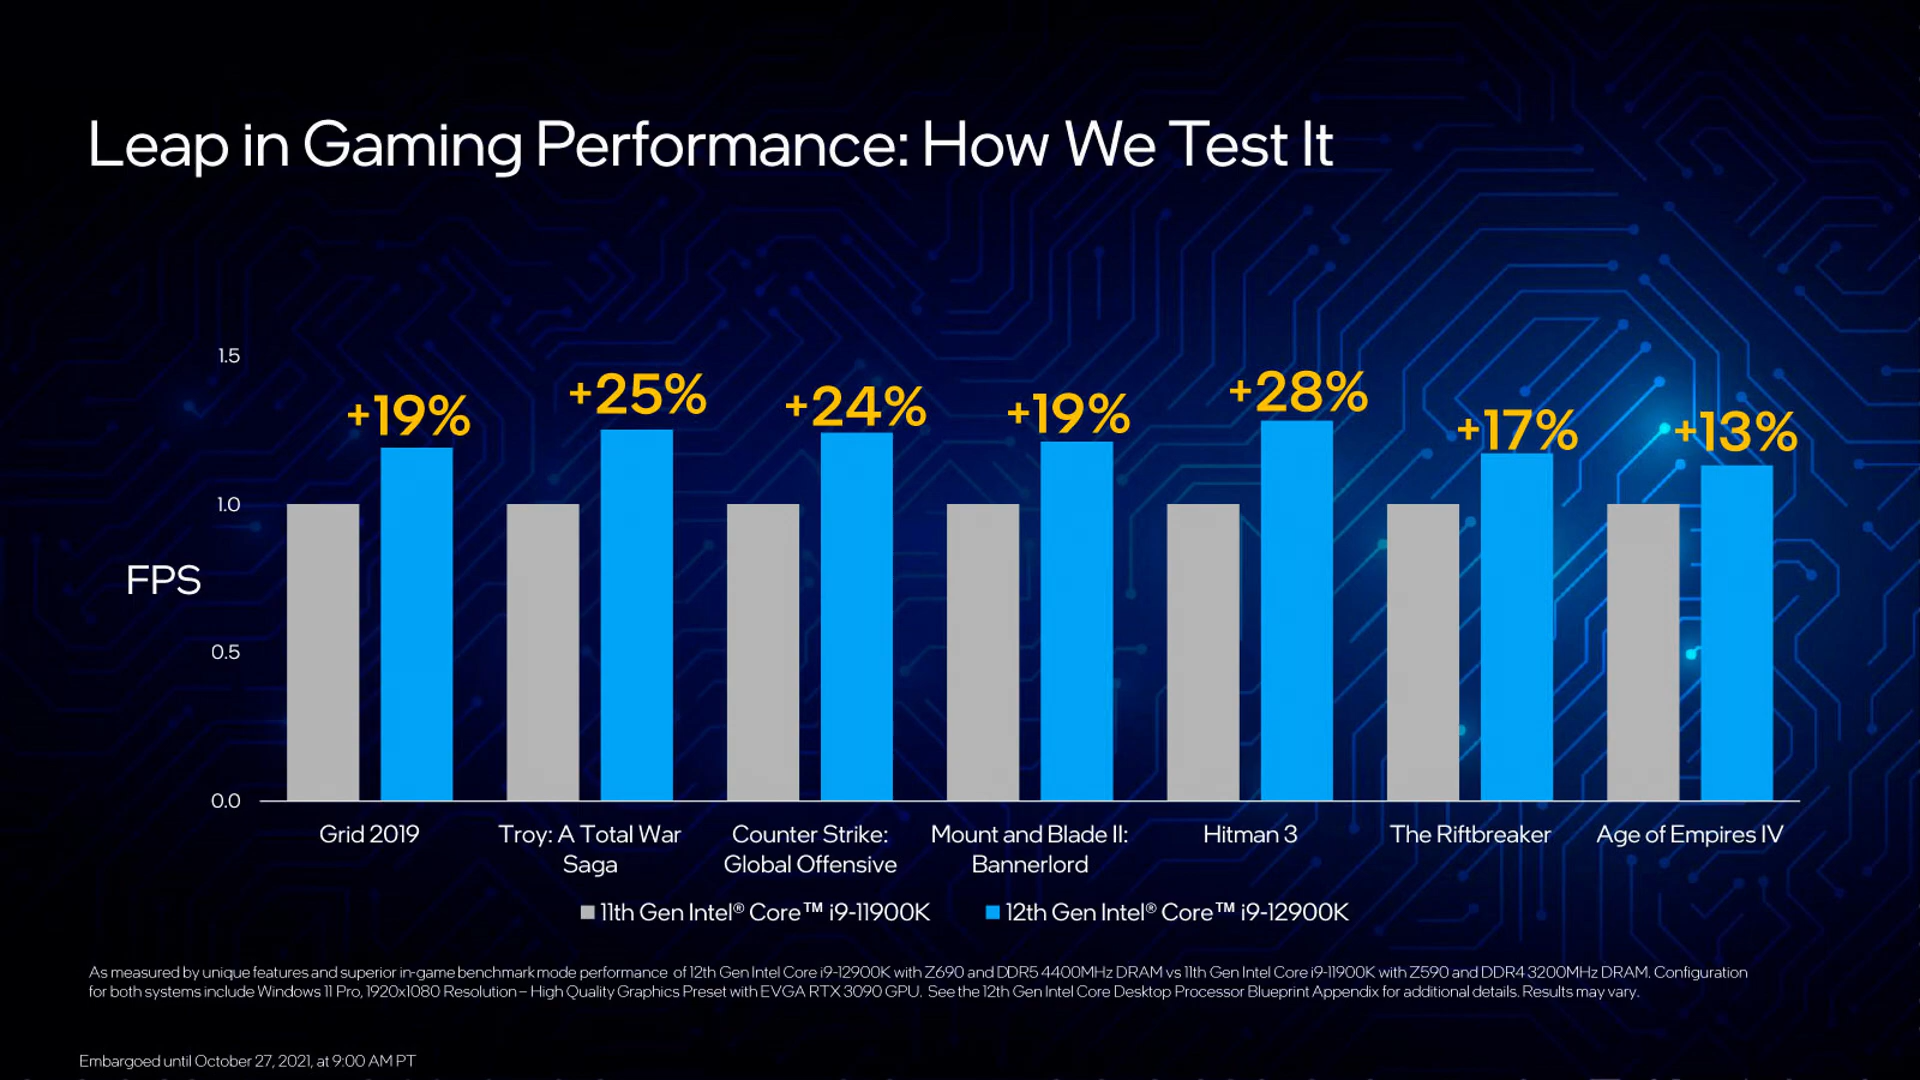 Leap in Gaming Performance: How We Test It
1.5
1.0
0.5
0.0
FPS
+19%
+25%
+24%
+19%
+28%
+17%
+13%
Grid 2019
Troy: A Total War
Saga
Counter Strike:
Global Offensive
Mount and Blade II:
Bannerlord
Hitman 3
The Riftbreaker
Age of Empires IV
11th Gen Intel® Core™ i9-11900K
12th Gen Intel® Core™ i9-12900K
As measured by unique features and superior in-game benchmark mode performance of 12th Gen Intel Core i9-12900K with Z690 and DDR5 4400MHz DRAM vs 11th Gen Intel Core i9-11900K with Z590 and DDR4 3200MHz DRAM. Configuration
for both systems include Windows 11 Pro, 1920x1080 Resolution – High Quality Graphics Preset with EVGA RTX 3090 GPU. See the 12th Gen Intel Core Desktop Processor Blueprint Appendix for additional details. Results may vary.
Embargoed until October 27, 2021, at 9:00 AM PT